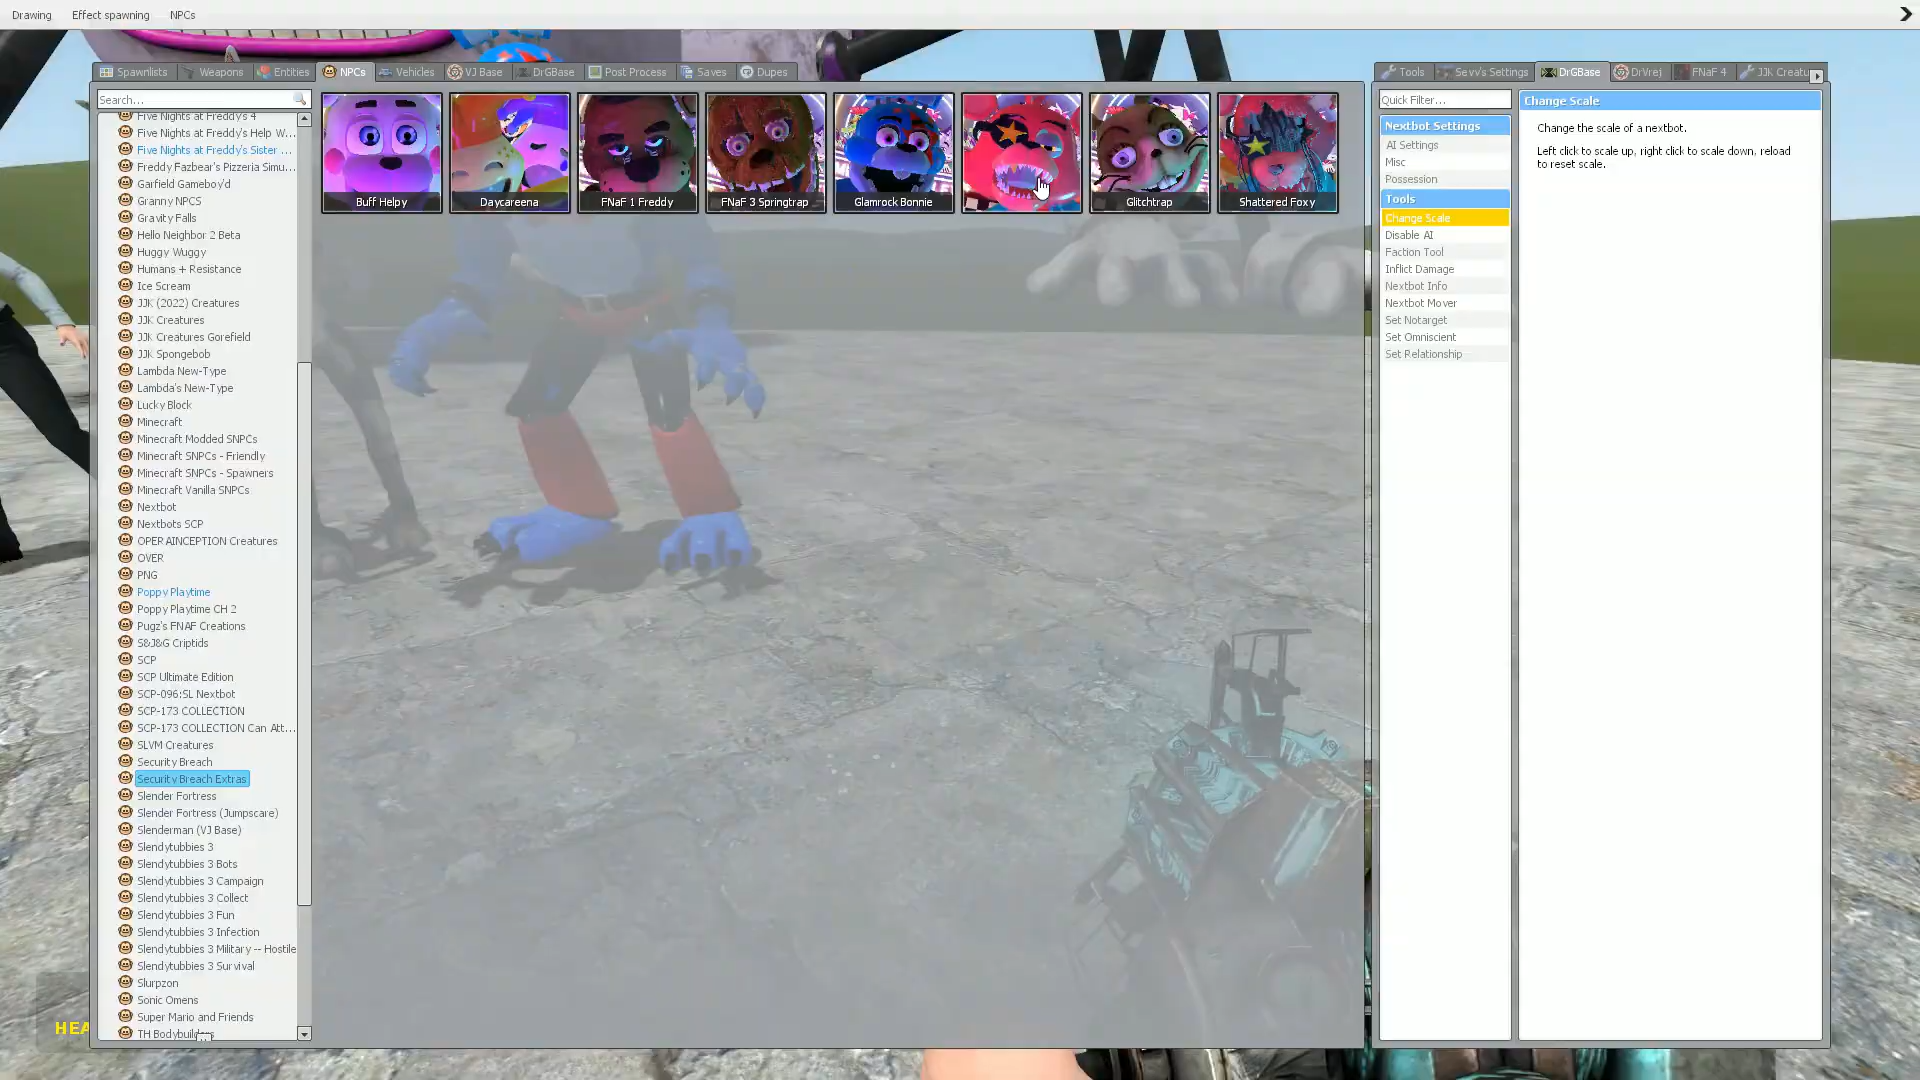 Drawing
Effect spawning
NPCs
Spawnlists
Weapons
Entities
NPCs
Vehicles
VJ Base
DrGBase
Post Process
Saves
Dupes
Search...
Five Nights at Freddy's 4
Five Nights at Freddy's Help W...
Five Nights at Freddy's Sister ...
Freddy Fazbear's Pizzeria Simu...
Garfield Gameboy'd
Granny NPCS
Gravity Falls
Hello Neighbor 2 Beta
Huggy Wuggy
Humans + Resistance
Ice Scream
JJK (2022) Creatures
JJK Creatures
JJK Creatures Gorefield
JJK Spongebob
Lambda New-Type
Lambda's New-Type
Lucky Block
Minecraft
Minecraft Modded SNPCs
Minecraft SNPCs - Friendly
Minecraft SNPCs - Spawners
Minecraft Vanilla SNPCs
Nextbot
Nextbots SCP
OPERAINCEPTION Creatures
OVER
PNG
Poppy Playtime
Poppy Playtime CH 2
Pugz's FNAF Creations
S&J&G Criptids
SCP
SCP Ultimate Edition
SCP-096:SL Nextbot
SCP-173 COLLECTION
SCP-173 COLLECTION Can Att...
SLVM Creatures
Security Breach
Security Breach Extras
Slender Fortress
Slender Fortress (Jumpscare)
Slenderman (VJ Base)
Slendytubbies 3
Slendytubbies 3 Bots
Slendytubbies 3 Campaign
Slendytubbies 3 Collect
Slendytubbies 3 Fun
Slendytubbies 3 Infection
Slendytubbies 3 Military -- Hostile
Slendytubbies 3 Survival
Slurpzon
Sonic Omens
Super Mario and Friends
TH Bodybuilders
HEA
Buff Helpy
Daycareena
FNaF 1 Freddy
FNaF 3 Springtrap
Glamrock Bonnie
Glitchtrap
Shattered Foxy
Tools
Sevv's Settings
DrGBase
DrVrej
FNaF 4
JJK Creatu
Quick Filter...
Nextbot Settings
AI Settings
Misc
Possession
Tools
Change Scale
Disable AI
Faction Tool
Inflict Damage
Nextbot Info
Nextbot Mover
Set Notarget
Set Omniscient
Set Relationship
Change Scale
Change the scale of a nextbot.
Left click to scale up, right click to scale down, reload
to reset scale.